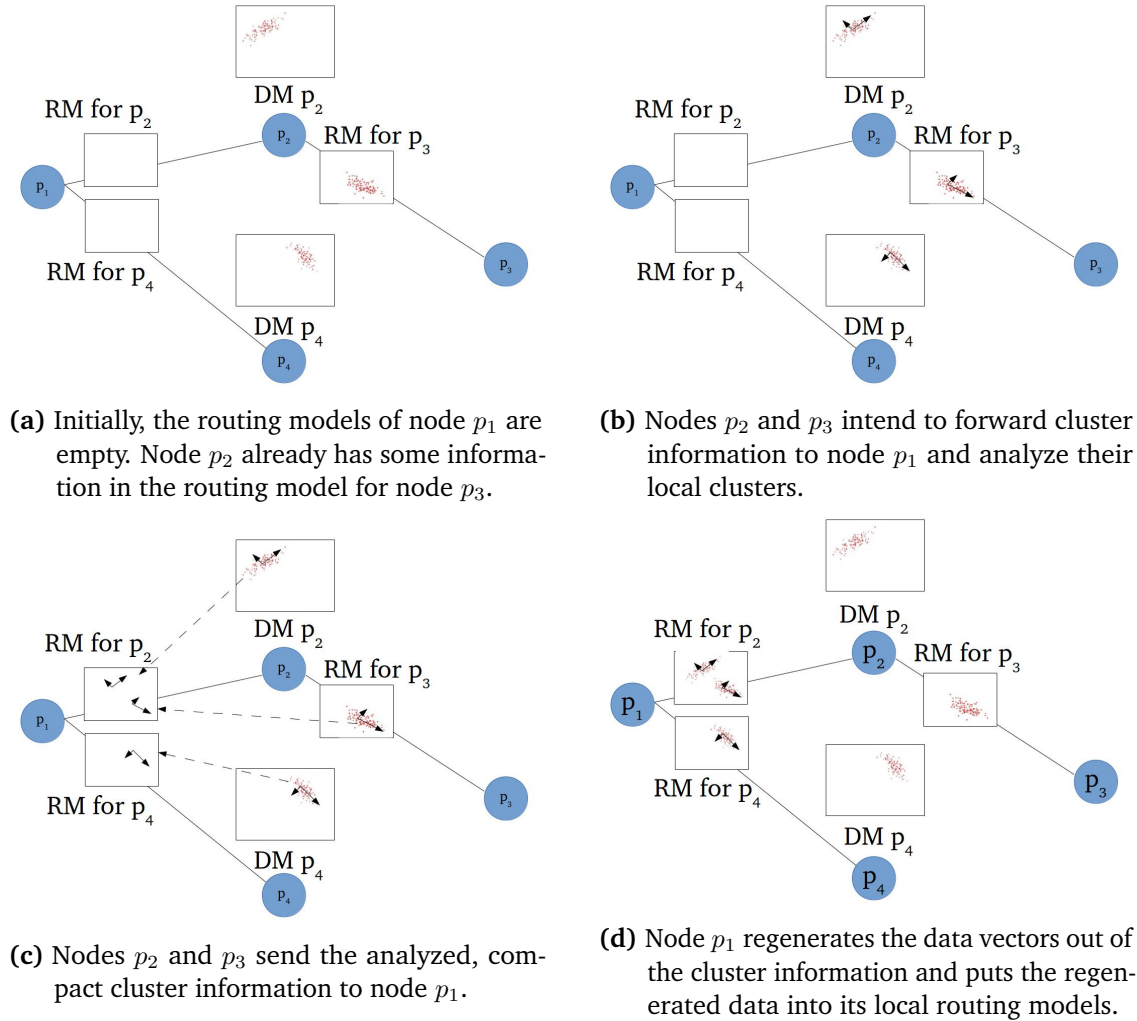 DM p₂
RM for p₂
p₂
RM for p₃
p₁
RM for p₄
p₃
DM p₄
p₄
(a) Initially, the routing models of node p₁ are
empty. Node p₂ already has some informa-
tion in the routing model for node p₃.
DM p₂
RM for p₂
p₂
RM for p₃
p₁
RM for p₄
p₃
DM p₄
p₄
(b) Nodes p₂ and p₃ intend to forward cluster
information to node p₁ and analyze their
local clusters.
DM p₂
RM for p₂
p₂
RM for p₃
p₁
RM for p₄
p₃
DM p₄
p₄
(c) Nodes p₂ and p₃ send the analyzed, com-
pact cluster information to node p₁.
DM p₂
RM for p₂
p₂
RM for p₃
p₁
RM for p₄
p₃
DM p₄
p₄
(d) Node p₁ regenerates the data vectors out of
the cluster information and puts the regen-
erated data into its local routing models.